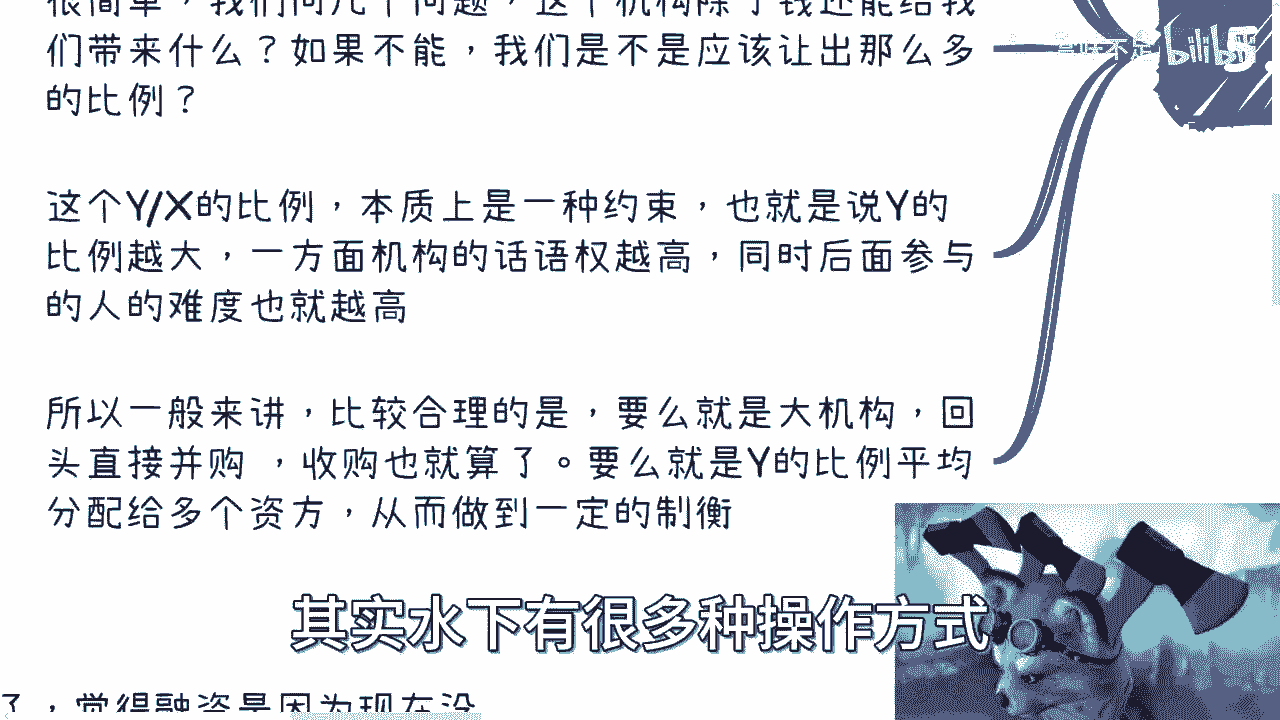 很简单，我们问几个问题，这个机构除了钱还能给我
们带来什么？如果不能，我们是不是应该让出那么多
的比例？
这个Y/X的比例，本质上是一种约束，也就是说Y的
比例越大，一方面机构的话语权越高，同时后面参与
的人的难度也就越高
所以一般来讲，比较合理的是，要么就是大机构，回
头直接并购 ，收购也就算了。要么就是Y的比例平均
分配给多个资方，从而做到一定的制衡
其实水下有很多种操作方式
了，觉得融资是因为现在没
bilibili